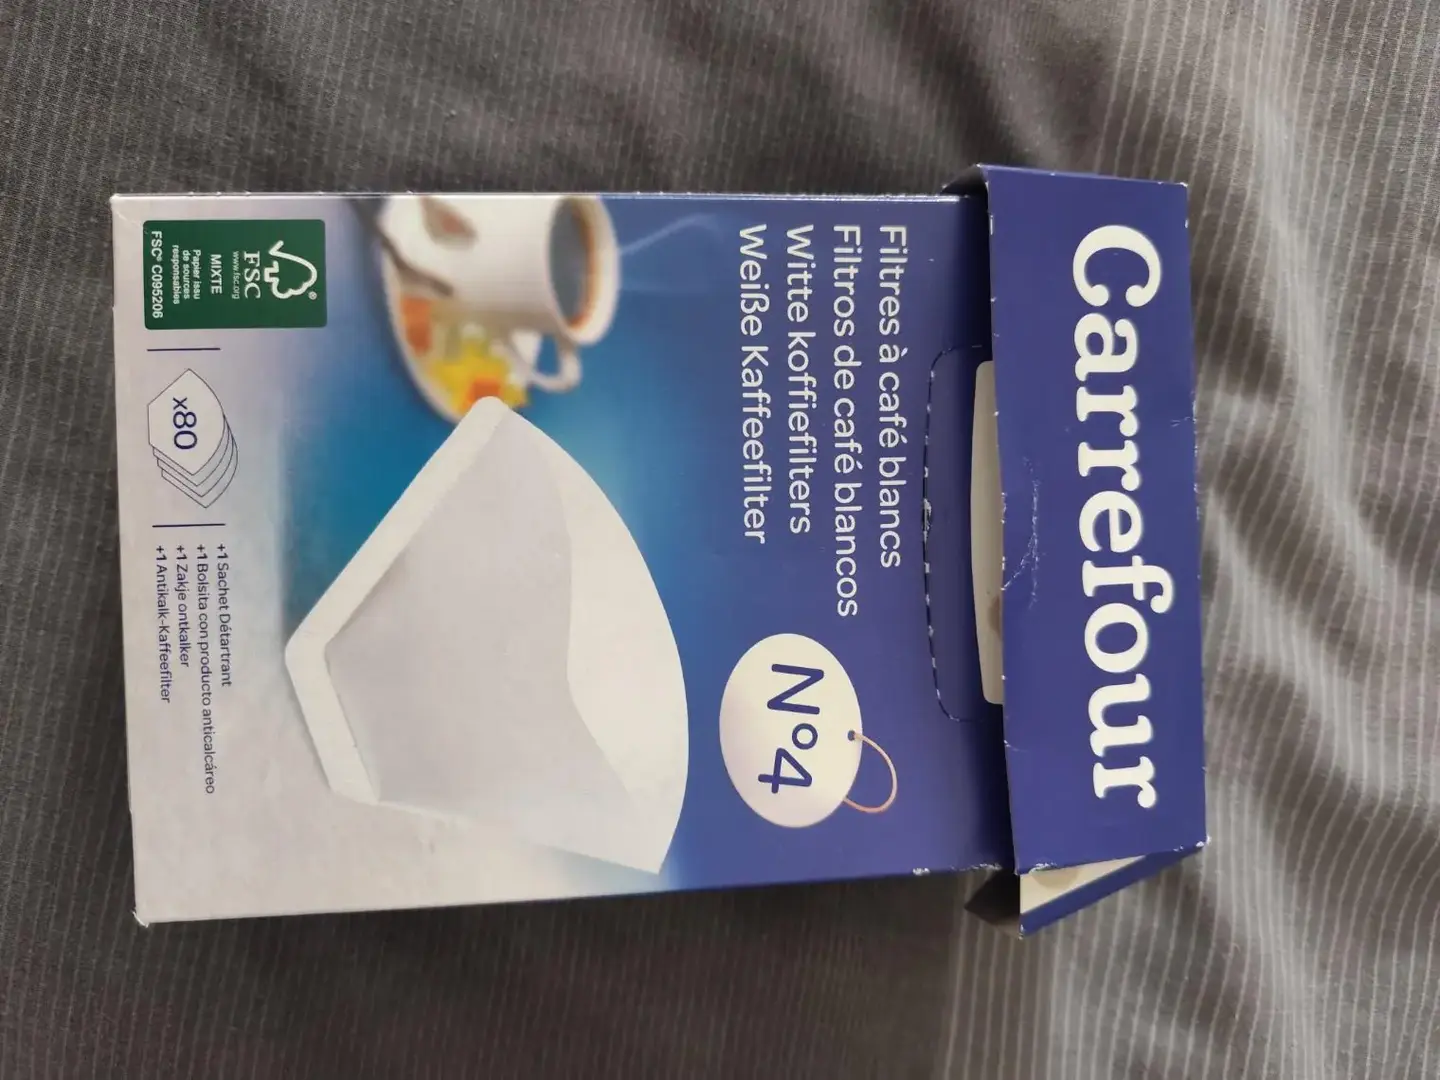 Carrefour
Filtres à café blancs
Filtros de café blancos
Witte koffiefilters
Weiße Kaffeefilter
N°4
®
FSC
www.fsc.org
MIXTE
Papier issu
de sources
responsables
FSC® C095206
x80
+1 Sachet Détartrant
+1 Bolsita con producto anticalcáreo
+1 Zakje ontkalker
+1 Antikalk-Kaffeefilter